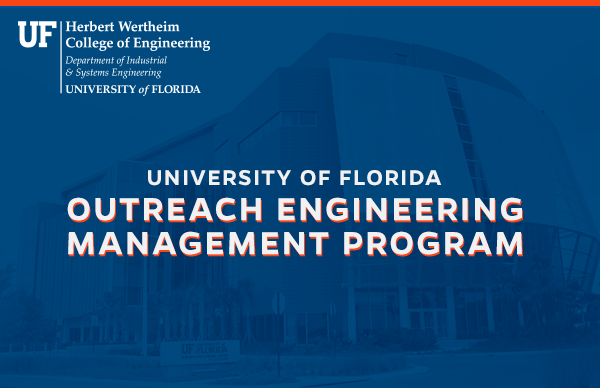 UF
Herbert Wertheim
College of Engineering
Department of Industrial
& Systems Engineering
UNIVERSITY of FLORIDA
UNIVERSITY OF FLORIDA
OUTREACH ENGINEERING
MANAGEMENT PROGRAM